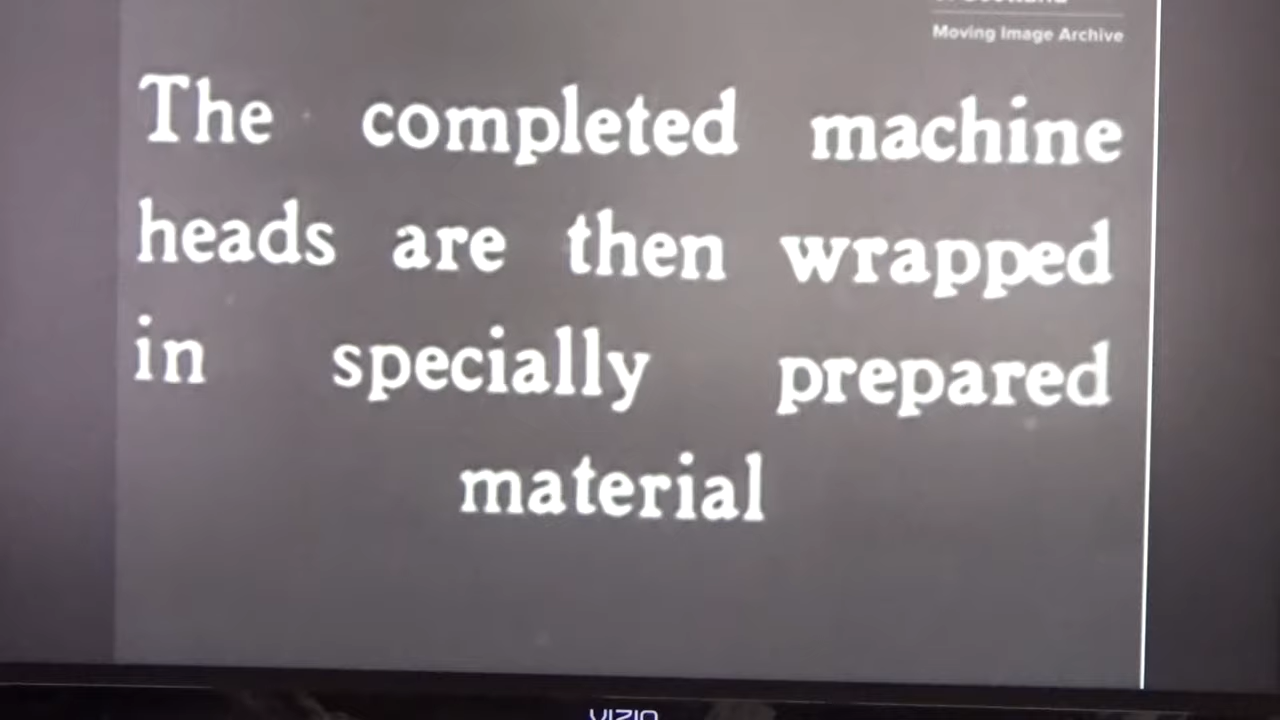 Moving Image Archive
The completed machine
heads are then wrapped
in specially prepared
material
VIZIO